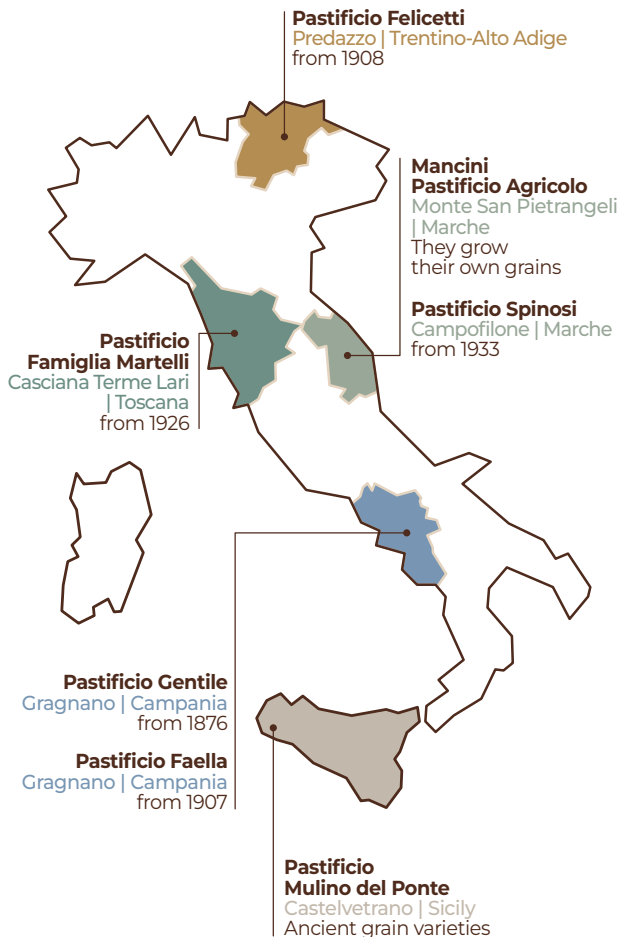 Pastificio Felicetti
Predazzo | Trentino-Alto Adige
from 1908
Mancini
Pastificio Agricolo
Monte San Pietrangeli
| Marche
They grow
their own grains
Pastificio Spinosi
Campofilone | Marche
from 1933
Pastificio
Famiglia Martelli
Casciana Terme Lari
| Toscana
from 1926
Pastificio Gentile
Gragnano | Campania
from 1876
Pastificio Faella
Gragnano | Campania
from 1907
Pastificio
Mulino del Ponte
Castelvetrano | Sicily
Ancient grain varieties